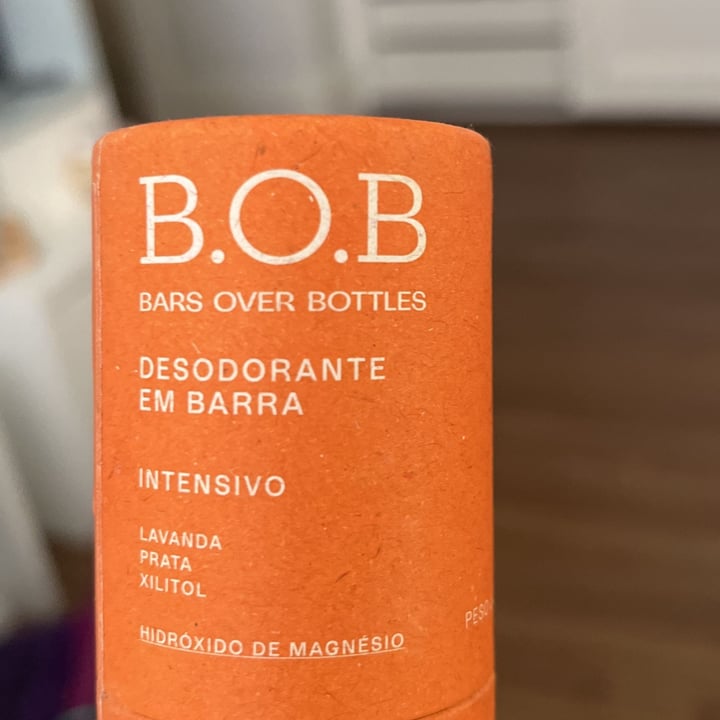 B.O.B
BARS OVER BOTTLES
DESODORANTE
EM BARRA
INTENSIVO
LAVANDA
PRATA
XILITOL
HIDRÓXIDO DE MAGNÉSIO